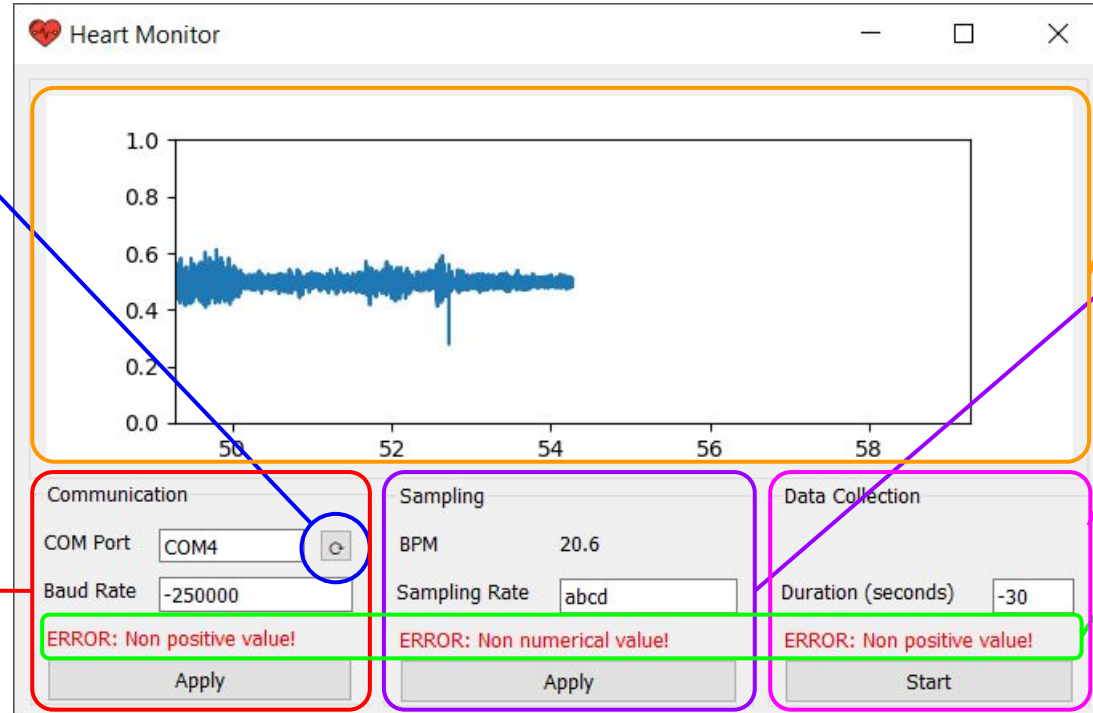 Heart Monitor
1.0
0.8
0.6
0.4
0.2
0.0
50 52 54 56 58
Communication
COM Port COM4
Baud Rate -250000
ERROR: Non positive value!
Apply
Sampling
BPM 20.6
Sampling Rate abcd
ERROR: Non numerical value!
Apply
Data Collection
Duration (seconds) -30
ERROR: Non positive value!
Start